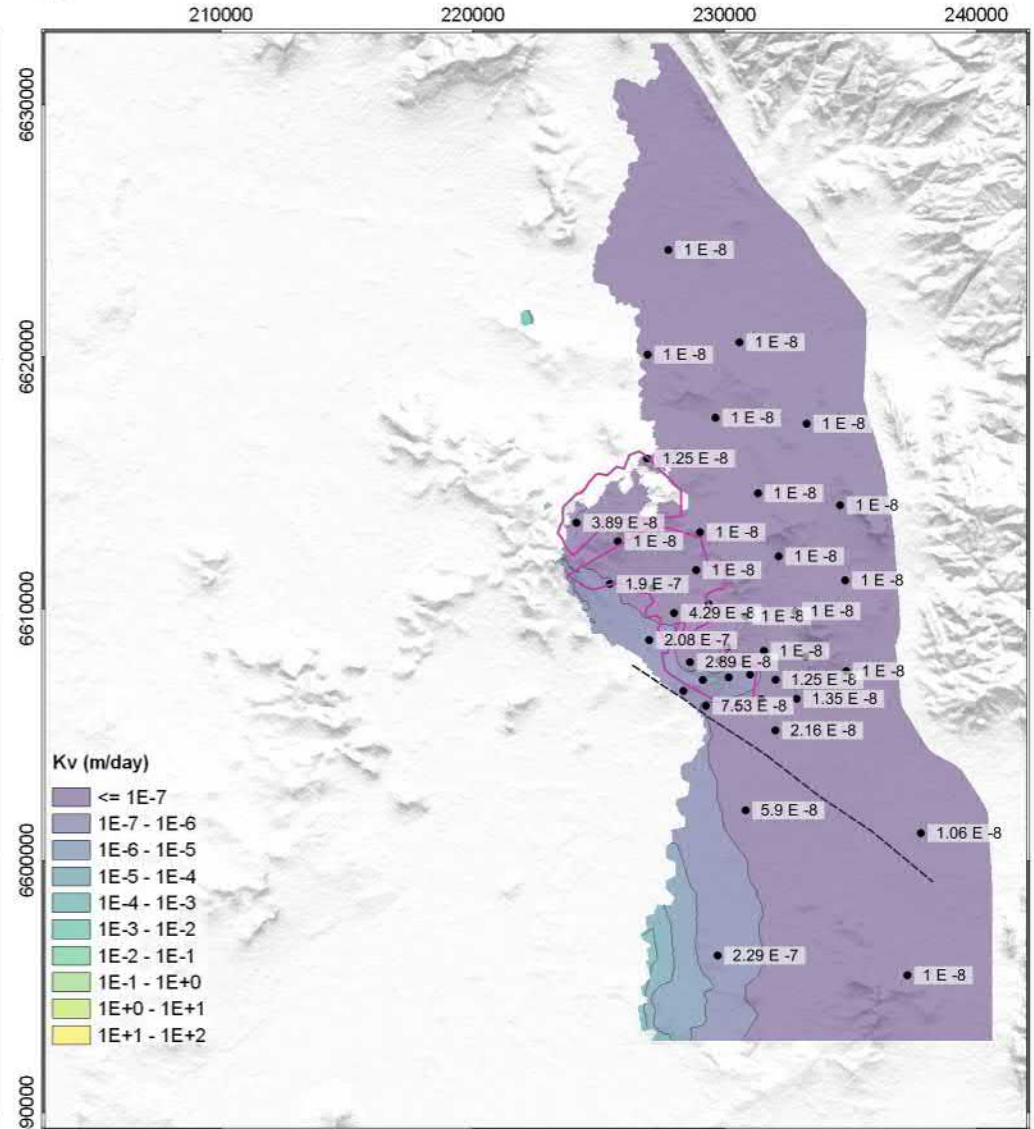 210000 220000 230000 240000
6630000
1 E -8
6620000
1 E -8
1 E -8
1 E -8
1 E -8
1.25 E -8
1 E -8
1 E -8
3.89 E -8
1 E -8
1 E -8
1 E -8
1 E -8
1.9 E -7
1 E -8
6610000
4.29 E -8
1 E -8
1 E -8
2.08 E -7
1 E -8
2.89 E -8
1 E -8
1.25 E -8
1.35 E -8
7.53 E -8
2.16 E -8
Kv (m/day)
<= 1E-7
1E-7 - 1E-6
1E-6 - 1E-5
1E-5 - 1E-4
1E-4 - 1E-3
1E-3 - 1E-2
1E-2 - 1E-1
1E-1 - 1E+0
1E+0 - 1E+1
1E+1 - 1E+2
5.9 E -8
1.06 E -8
6600000
2.29 E -7
1 E -8
90000